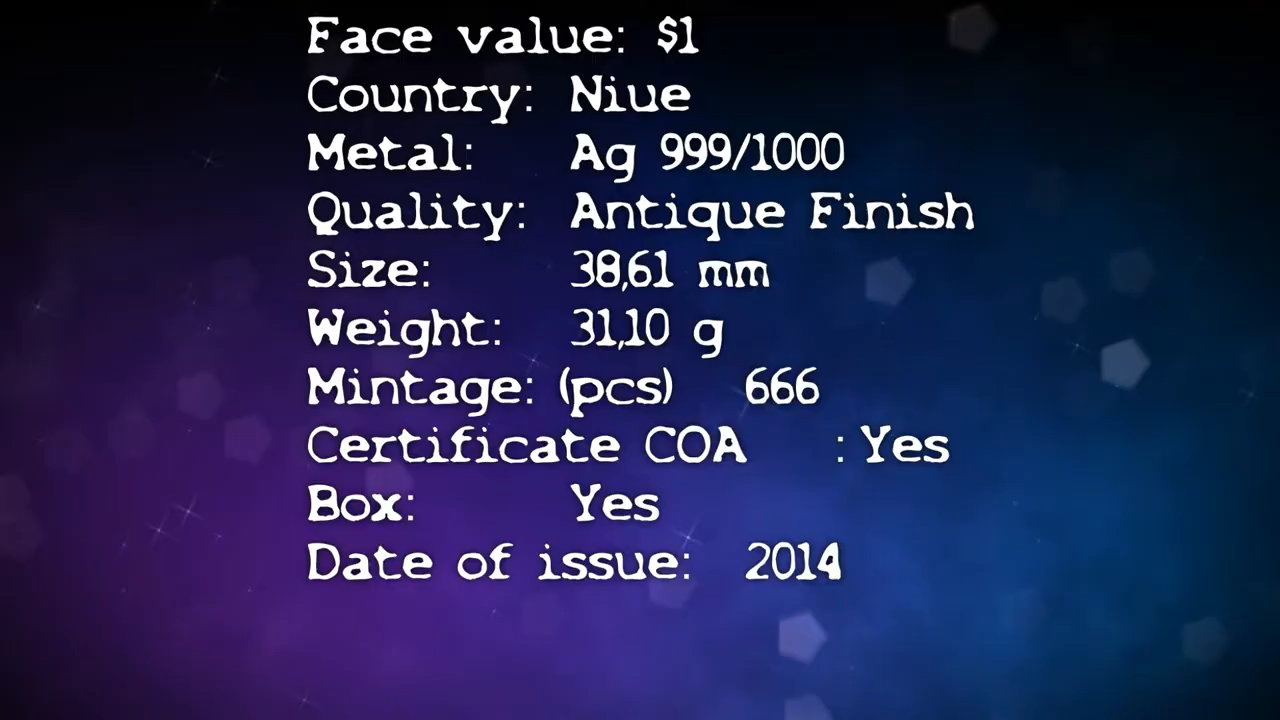 Face value: $1
Country: Niue
Metal: Ag 999/1000
Quality: Antique Finish
Size: 38,61 mm
Weight: 31,10 g
Mintage: (pcs) 666
Certificate COA : Yes
Box: Yes
Date of issue: 2014